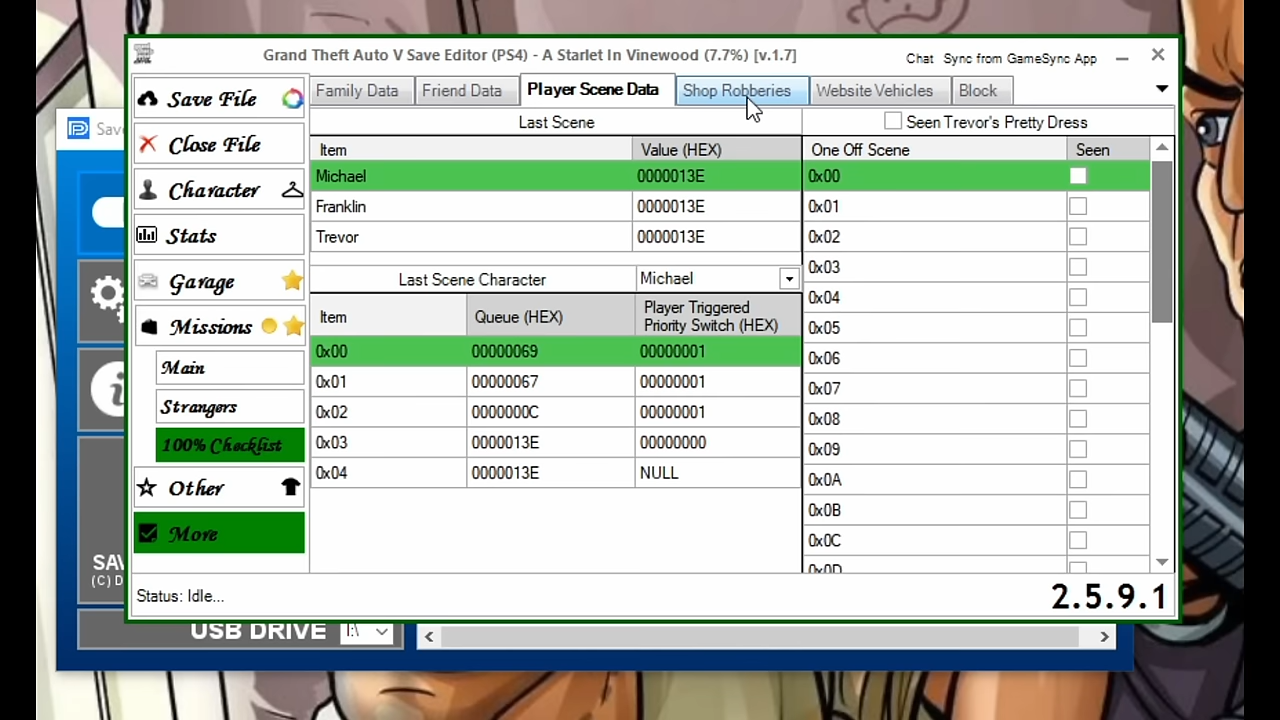 Grand Theft Auto V Save Editor (PS4) - A Starlet In Vinewood (7.7%) [v.1.7]
Chat Sync from GameSync App
Save File
Close File
Character
Stats
Garage
Missions
Main
Strangers
100% Checklist
Other
More
Family Data Friend Data Player Scene Data Shop Robberies Website Vehicles Block
Last Scene
Item Value (HEX)
Michael 0000013E
Franklin 0000013E
Trevor 0000013E
Last Scene Character Michael
Item Queue (HEX) Player Triggered
Priority Switch (HEX)
0x00 00000069 00000001
0x01 00000067 00000001
0x02 0000000C 00000001
0x03 0000013E 00000000
0x04 0000013E NULL
Seen Trevor's Pretty Dress
One Off Scene Seen
0x00
0x01
0x02
0x03
0x04
0x05
0x06
0x07
0x08
0x09
0x0A
0x0B
0x0C
0x0D
Status: Idle...
2.5.9.1
Sav
SAV
(C) D
USB DRIVE I:\